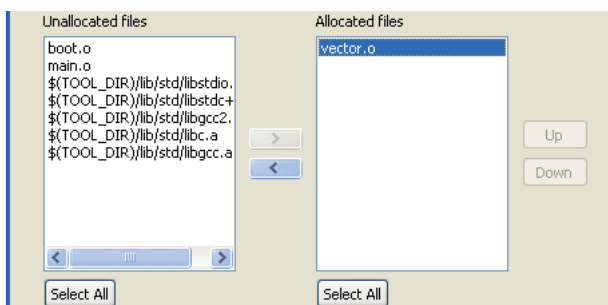 Unallocated files
boot.o
main.o
$(TOOL_DIR)/lib/std/libstdio.
$(TOOL_DIR)/lib/std/libstdc+
$(TOOL_DIR)/lib/std/libgcc2.
$(TOOL_DIR)/lib/std/libc.a
$(TOOL_DIR)/lib/std/libgcc.a
Select All
>
<
Allocated files
vector.o
Select All
Up
Down